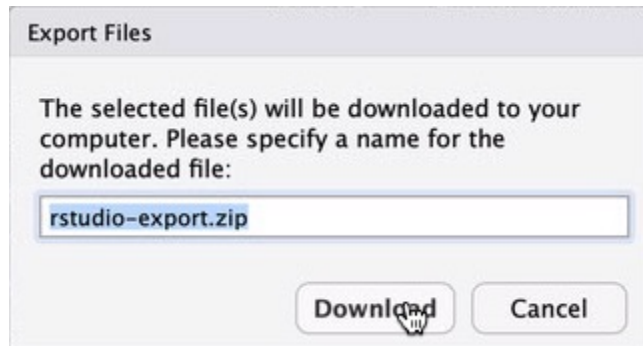 Export Files
The selected file(s) will be downloaded to your
computer. Please specify a name for the
downloaded file:
rstudio-export.zip
Download Cancel